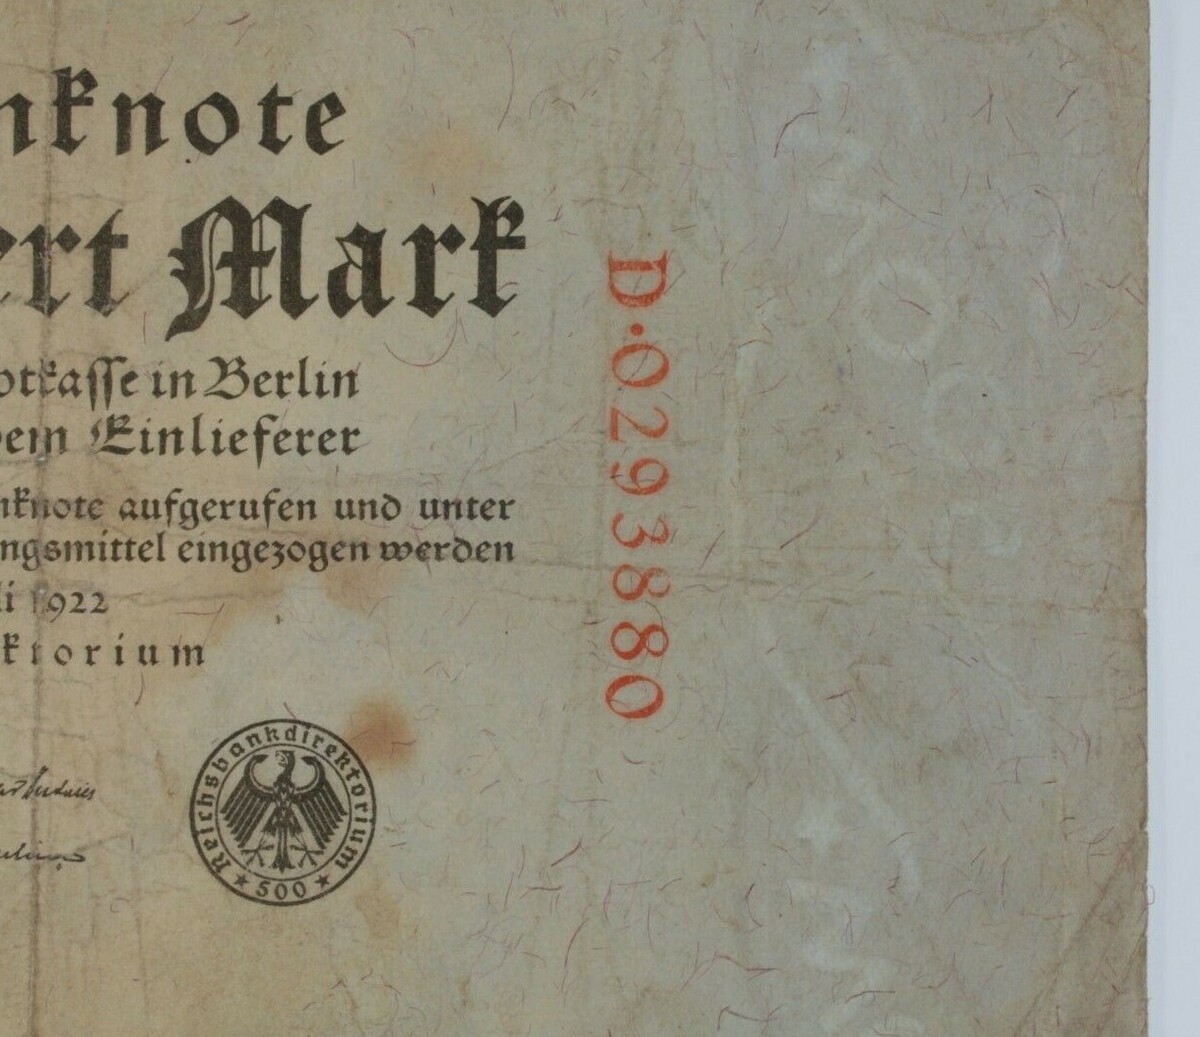 nknote
ert Mark
otkasse in Berlin
dem Einlieferer
nknote aufgerufen und unter
ngsmittel eingezogen werden
li 1922
ktorium
D·0293880
Reichsbankdirektorium
★ 500 ★